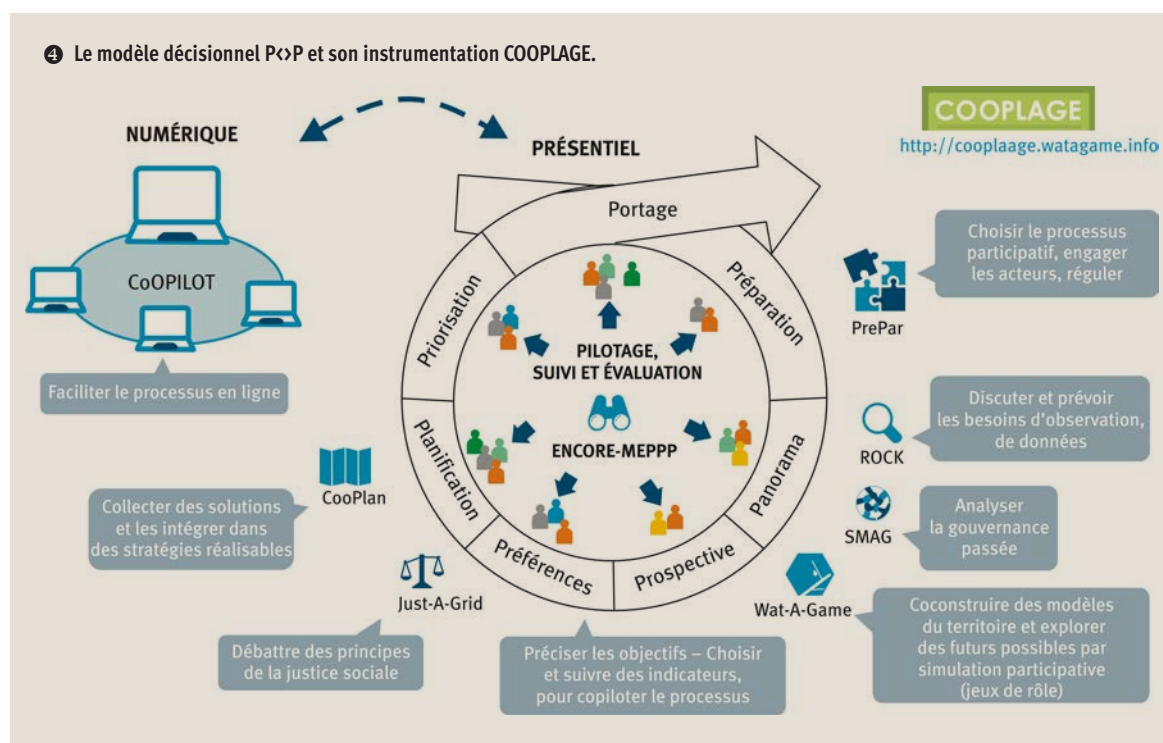 ❹ Le modèle décisionnel P<>P et son instrumentation COOPLAGE.
NUMÉRIQUE
PRÉSENTIEL
COOPLAGE
http://cooplaage.watagame.info
CoOPILOT
Faciliter le processus en ligne
Portage
Préparation
Panorama
Prospective
Préférences
Planification
Priorisation
PILOTAGE,
SUIVI ET ÉVALUATION
ENCORE-MEPPP
PrePar
Choisir le processus
participatif, engager
les acteurs, réguler
ROCK
Discuter et prévoir
les besoins d'observation,
de données
SMAG
Analyser
la gouvernance
passée
Wat-A-Game
Coconstruire des modèles
du territoire et explorer
des futurs possibles par
simulation participative
(jeux de rôle)
Préciser les objectifs – Choisir
et suivre des indicateurs,
pour copiloter le processus
Just-A-Grid
Débattre des principes
de la justice sociale
CooPlan
Collecter des solutions
et les intégrer dans
des stratégies réalisables